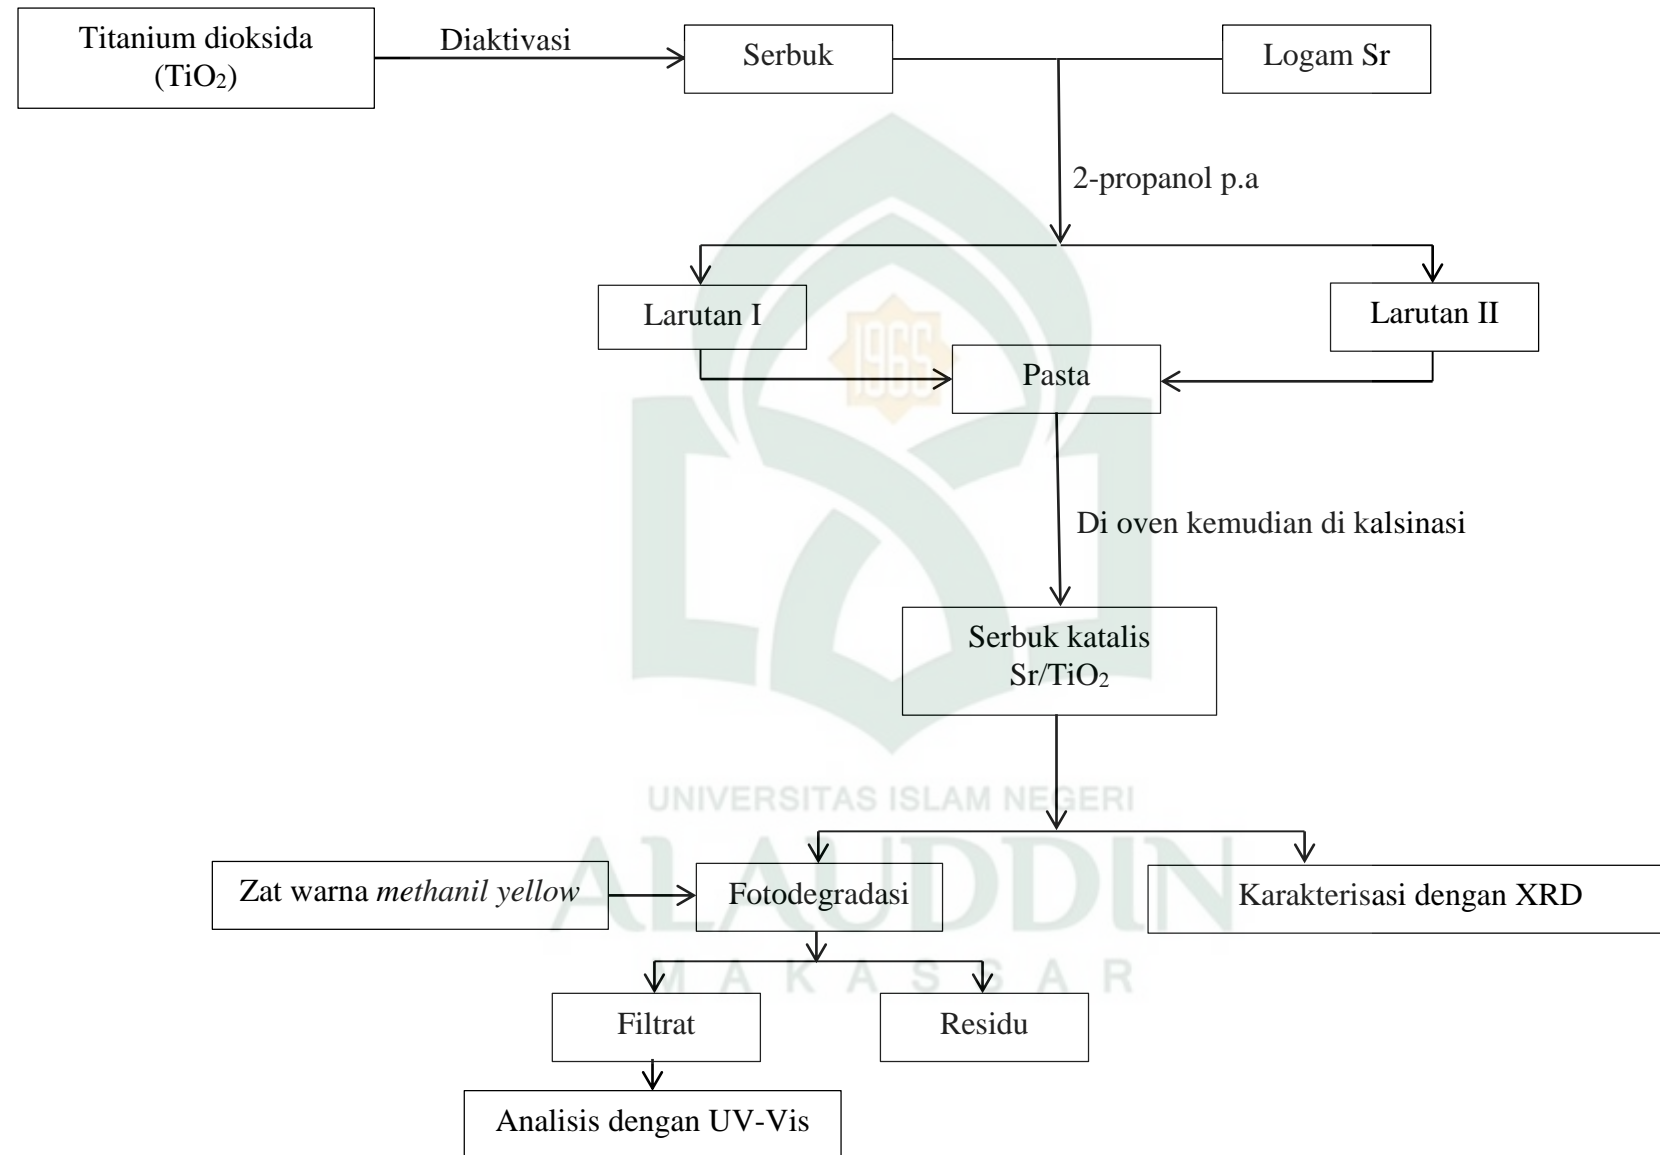 Titanium dioksida
(TiO₂)
Diaktivasi
Serbuk
Logam Sr
2-propanol p.a
Larutan I
Larutan II
1965
Pasta
Di oven kemudian di kalsinasi
Serbuk katalis
Sr/TiO₂
UNIVERSITAS ISLAM NEGERI
ALAUDDIN
MAKASSAR
Zat warna methanil yellow
Fotodegradasi
Karakterisasi dengan XRD
Filtrat
Residu
Analisis dengan UV-Vis